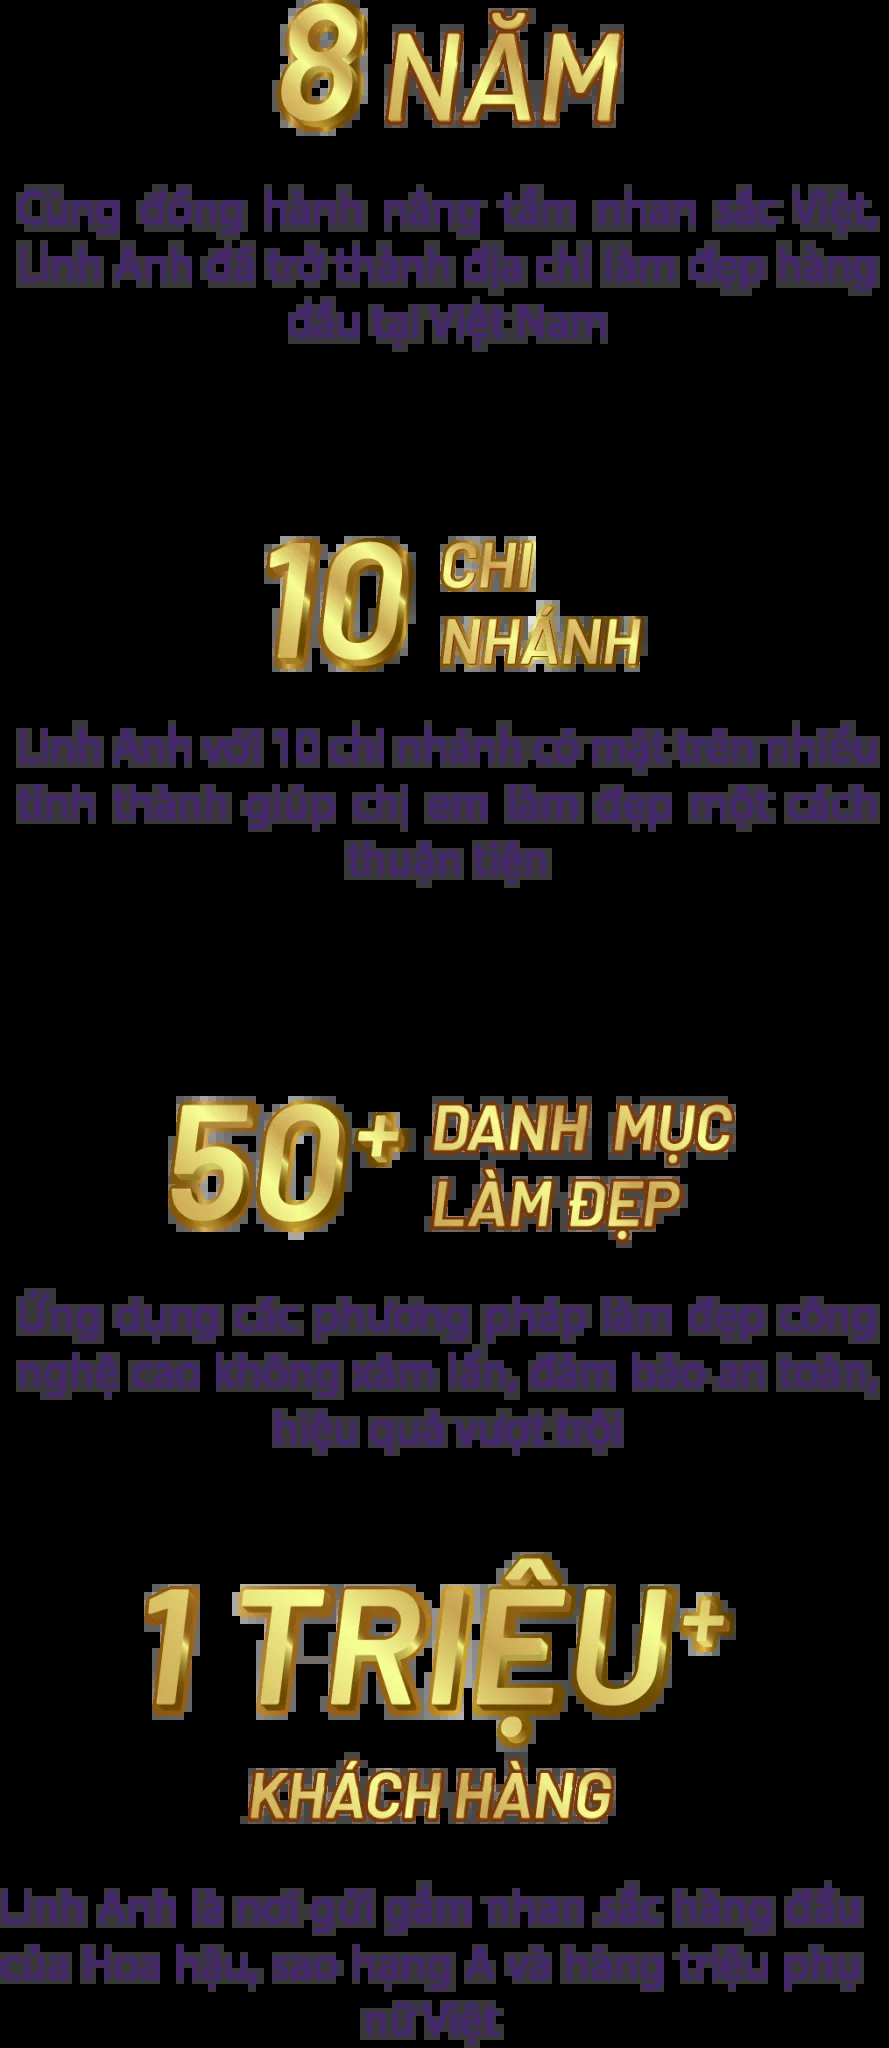 8 NĂM
Cùng đồng hành nâng tầm nhan sắc Việt,
Linh Anh đã trở thành địa chỉ làm đẹp hàng
đầu tại Việt Nam
10 CHI
NHÁNH
Linh Anh với 10 chi nhánh có mặt trên nhiều
tỉnh thành giúp chị em làm đẹp một cách
thuận tiện
50+ DANH MỤC
LÀM ĐẸP
Ứng dụng các phương pháp làm đẹp công
nghệ cao không xâm lấn, đảm bảo an toàn,
hiệu quả vượt trội
1 TRIỆU+
KHÁCH HÀNG
Linh Anh là nơi gửi gắm nhan sắc hàng đầu
của Hoa hậu, sao hạng A và hàng triệu phụ
nữ Việt